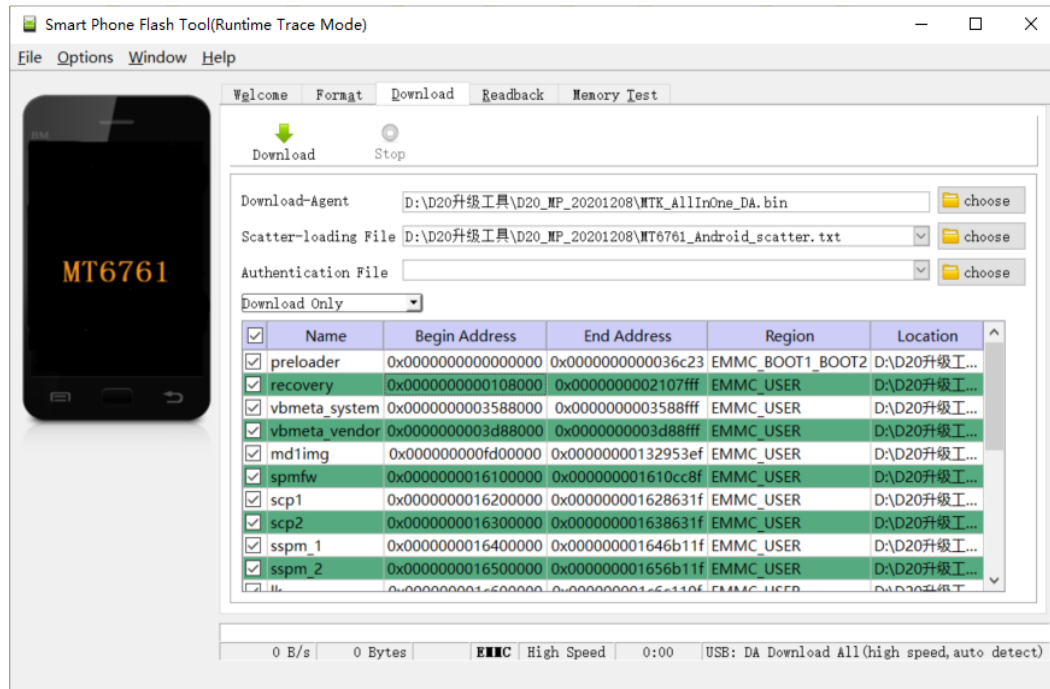 Smart Phone Flash Tool(Runtime Trace Mode)
File Options Window Help
Welcome Format Download Readback Memory Test
BM
Download Stop
Download-Agent D:\D20升级工具\D20_MP_20201208\MTK_AllInOne_DA.bin choose
Scatter-loading File D:\D20升级工具\D20_MP_20201208\MT6761_Android_scatter.txt choose
MT6761
Authentication File choose
Download Only
Name Begin Address End Address Region Location
preloader 0x0000000000000000 0x0000000000036c23 EMMC_BOOT1_BOOT2 D:\D20升级工...
recovery 0x0000000000108000 0x0000000002107fff EMMC_USER D:\D20升级工...
vbmeta_system 0x0000000003588000 0x0000000003588fff EMMC_USER D:\D20升级工...
vbmeta_vendor 0x0000000003d88000 0x0000000003d88fff EMMC_USER D:\D20升级工...
md1img 0x000000000fd00000 0x00000000132953ef EMMC_USER D:\D20升级工...
spmfw 0x0000000016100000 0x000000001610cc8f EMMC_USER D:\D20升级工...
scp1 0x0000000016200000 0x000000001628631f EMMC_USER D:\D20升级工...
scp2 0x0000000016300000 0x000000001638631f EMMC_USER D:\D20升级工...
sspm_1 0x0000000016400000 0x000000001646b11f EMMC_USER D:\D20升级工...
sspm_2 0x0000000016500000 0x000000001656b11f EMMC_USER D:\D20升级工...
0 B/s 0 Bytes EMMC High Speed 0:00 USB: DA Download All(high speed,auto detect)